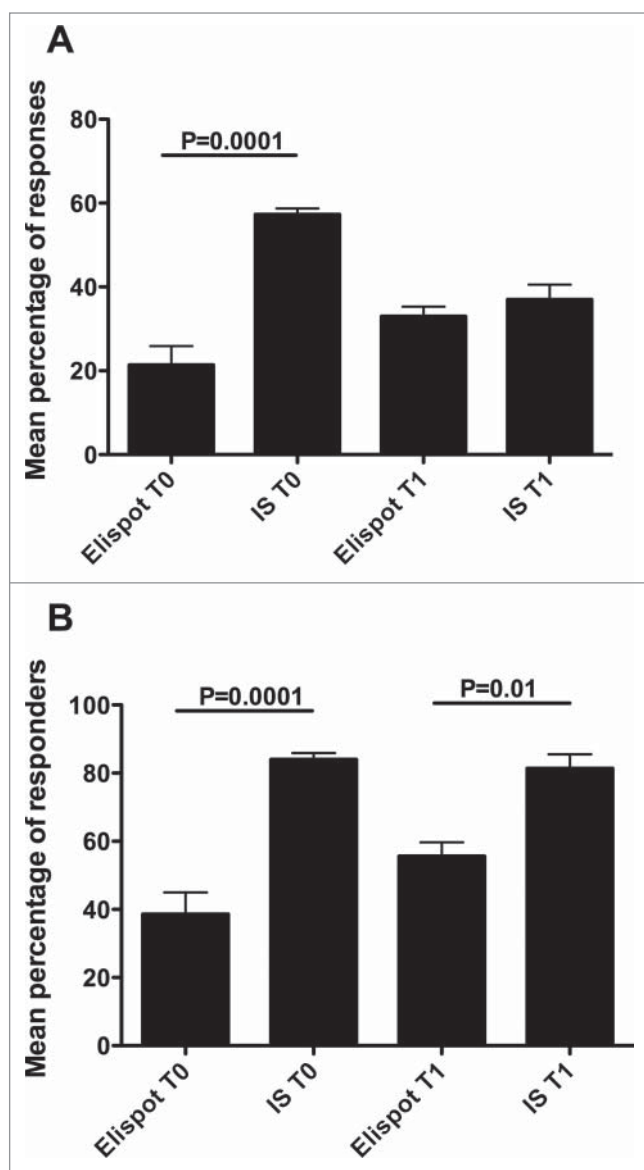 A
Mean percentage of responses
80
60
40
20
0
P=0.0001
Elispot T0
IS T0
Elispot T1
IS T1
B
Mean percentage of responders
100
80
60
40
20
0
P=0.0001
P=0.01
Elispot T0
IS T0
Elispot T1
IS T1